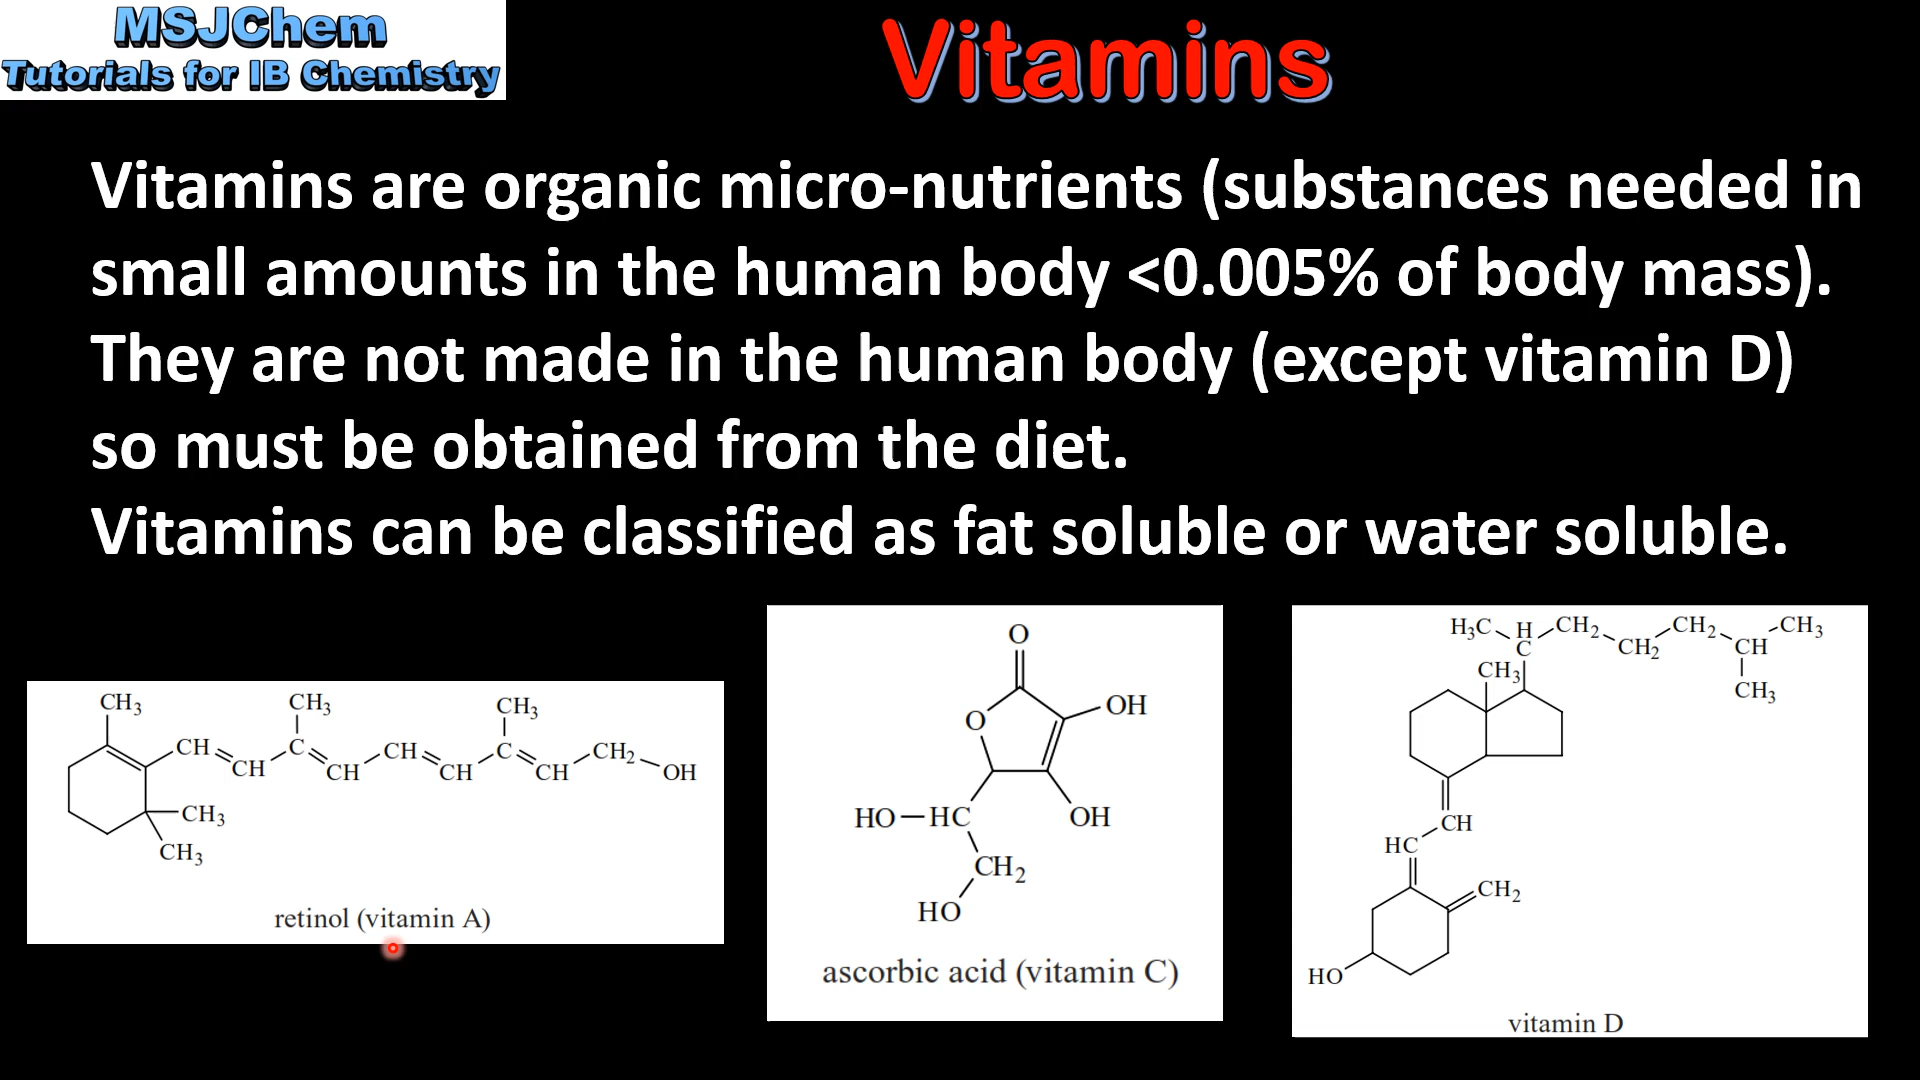 MSJChem
Tutorials for IB Chemistry
Vitamins
Vitamins are organic micro-nutrients (substances needed in
small amounts in the human body <0.005% of body mass).
They are not made in the human body (except vitamin D)
so must be obtained from the diet.
Vitamins can be classified as fat soluble or water soluble.
CH₃ CH₃ CH₃
CH C CH C CH₂
CH CH CH CH OH
CH₃
CH₃
retinol (vitamin A)
O
OH
O
HO HC OH
CH₂
HO
ascorbic acid (vitamin C)
H₃C H CH₂ CH₂ CH₃
C CH₂ CH
CH₃ CH₃
CH
HC
CH₂
HO
vitamin D